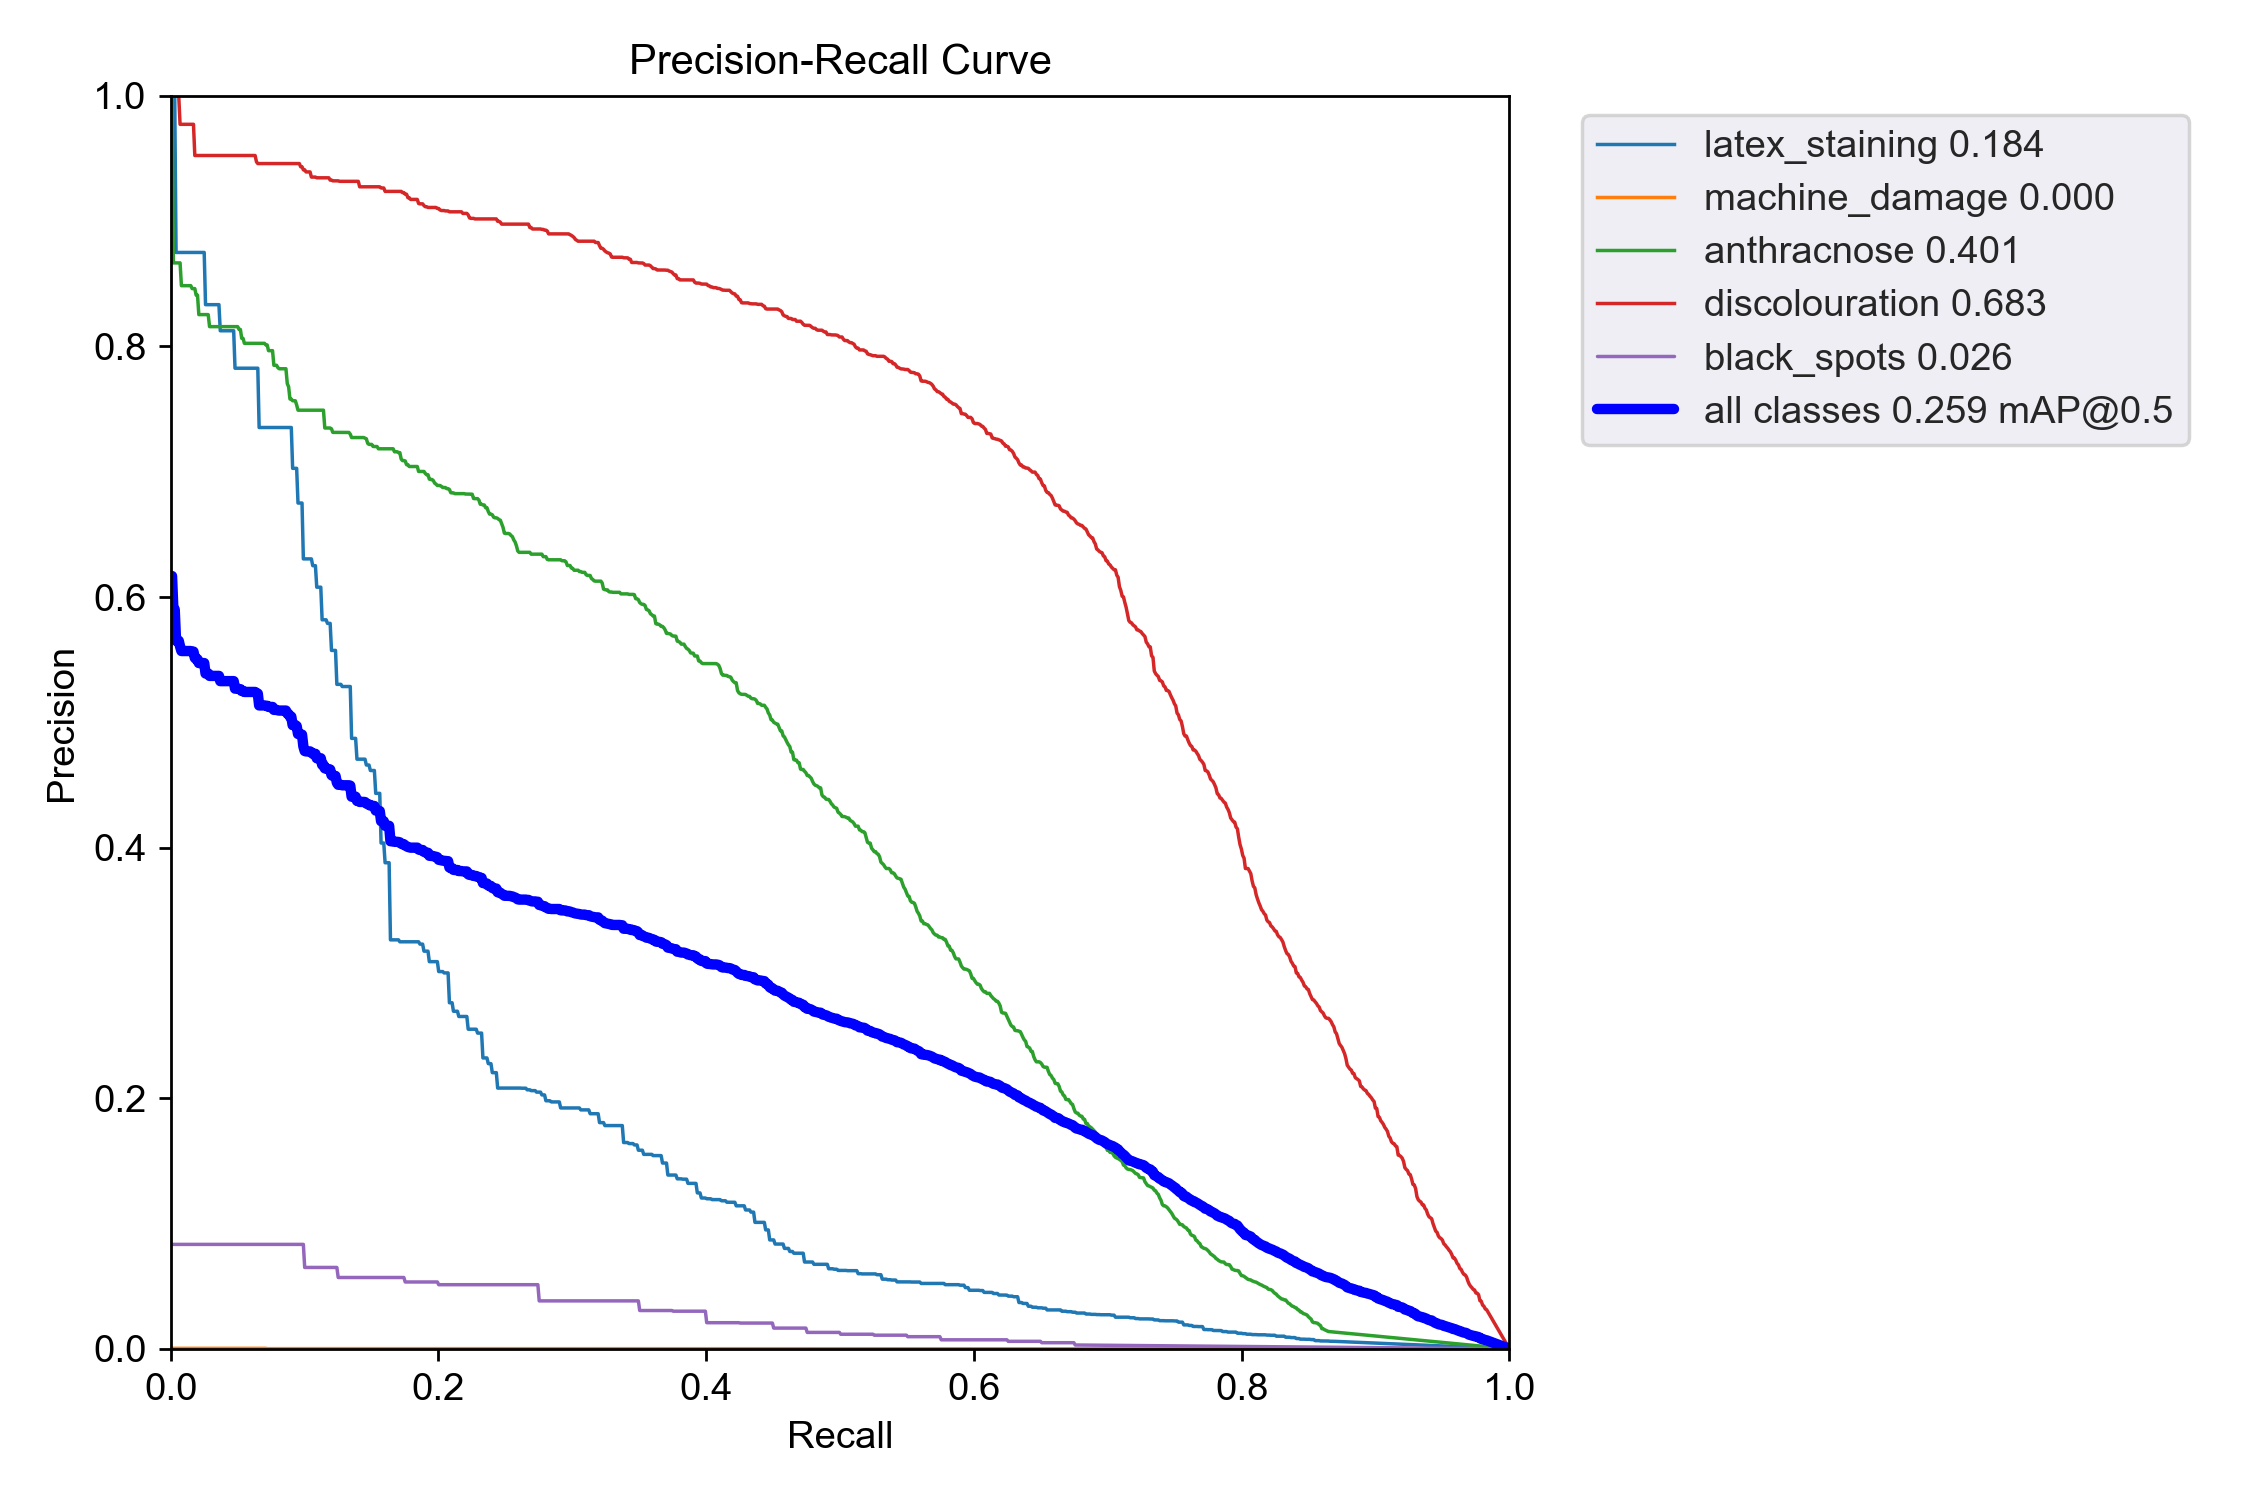 Precision-Recall Curve
1.0
0.8
0.6
0.4
0.2
0.0
Precision
0.0 0.2 0.4 0.6 0.8 1.0
Recall
latex_staining 0.184
machine_damage 0.000
anthracnose 0.401
discolouration 0.683
black_spots 0.026
all classes 0.259 mAP@0.5